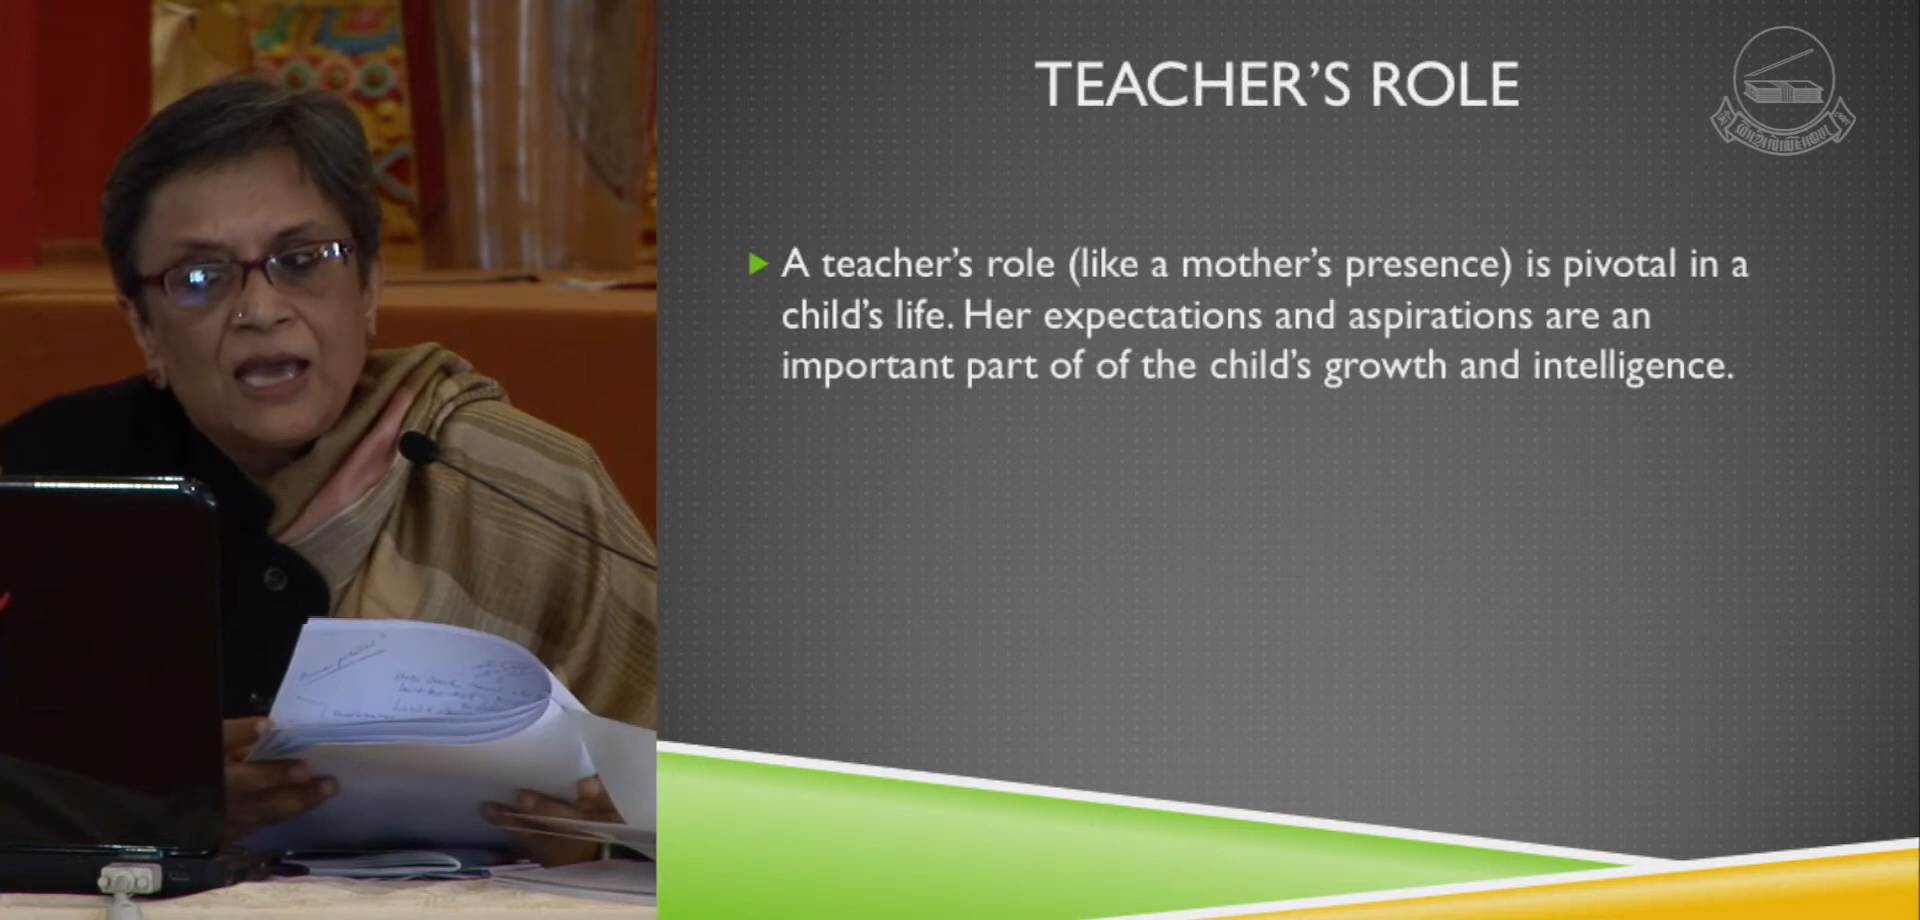 TEACHER’S ROLE
A teacher’s role (like a mother’s presence) is pivotal in a
child’s life. Her expectations and aspirations are an
important part of of the child’s growth and intelligence.